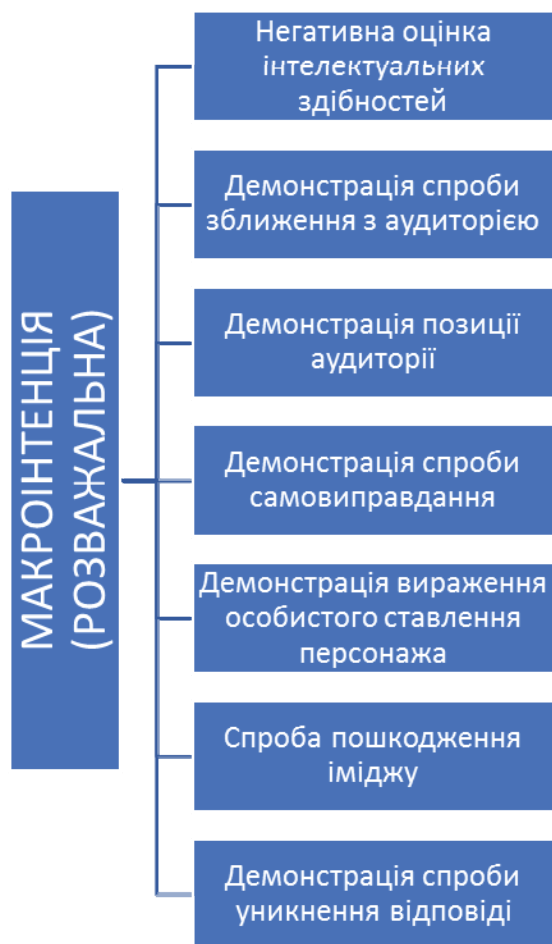 МАКРОІНТЕНЦІЯ
(РОЗВАЖАЛЬНА)
Негативна оцінка
інтелектуальних
здібностей
Демонстрація спроби
зближення з аудиторією
Демонстрація позиції
аудиторії
Демонстрація спроби
самовиправдання
Демонстрація вираження
особистого ставлення
персонажа
Спроба пошкодження
іміджу
Демонстрація спроби
уникнення відповіді